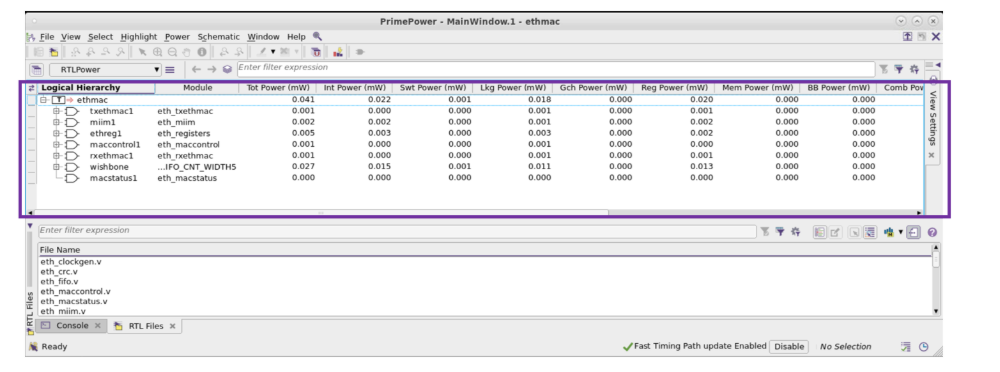 PrimePower - MainWindow.1 - ethmac
File View Select Highlight Power Schematic Window Help
RTLPower Enter filter expression
Logical Hierarchy Module Tot Power (mW) Int Power (mW) Swt Power (mW) Lkg Power (mW) Gch Power (mW) Reg Power (mW) Mem Power (mW) BB Power (mW) Comb Pow
T ethmac 0.041 0.022 0.001 0.018 0.000 0.020 0.000 0.000
txethmac1 eth_txethmac 0.001 0.000 0.000 0.001 0.000 0.001 0.000 0.000
miim1 eth_miim 0.002 0.002 0.000 0.001 0.000 0.002 0.000 0.000
ethreg1 eth_registers 0.005 0.003 0.000 0.003 0.000 0.002 0.000 0.000
maccontrol1 eth_maccontrol 0.001 0.000 0.000 0.001 0.000 0.000 0.000 0.000
rxethmac1 eth_rxethmac 0.001 0.000 0.000 0.001 0.000 0.001 0.000 0.000
wishbone ...IFO_CNT_WIDTH5 0.027 0.015 0.001 0.011 0.000 0.013 0.000 0.000
macstatus1 eth_macstatus 0.000 0.000 0.000 0.000 0.000 0.000 0.000 0.000
View Settings
Enter filter expression
File Name
eth_clockgen.v
eth_crc.v
eth_fifo.v
eth_maccontrol.v
eth_macstatus.v
eth_miim.v
RTL Files
Console RTL Files
Ready Fast Timing Path update Enabled Disable No Selection